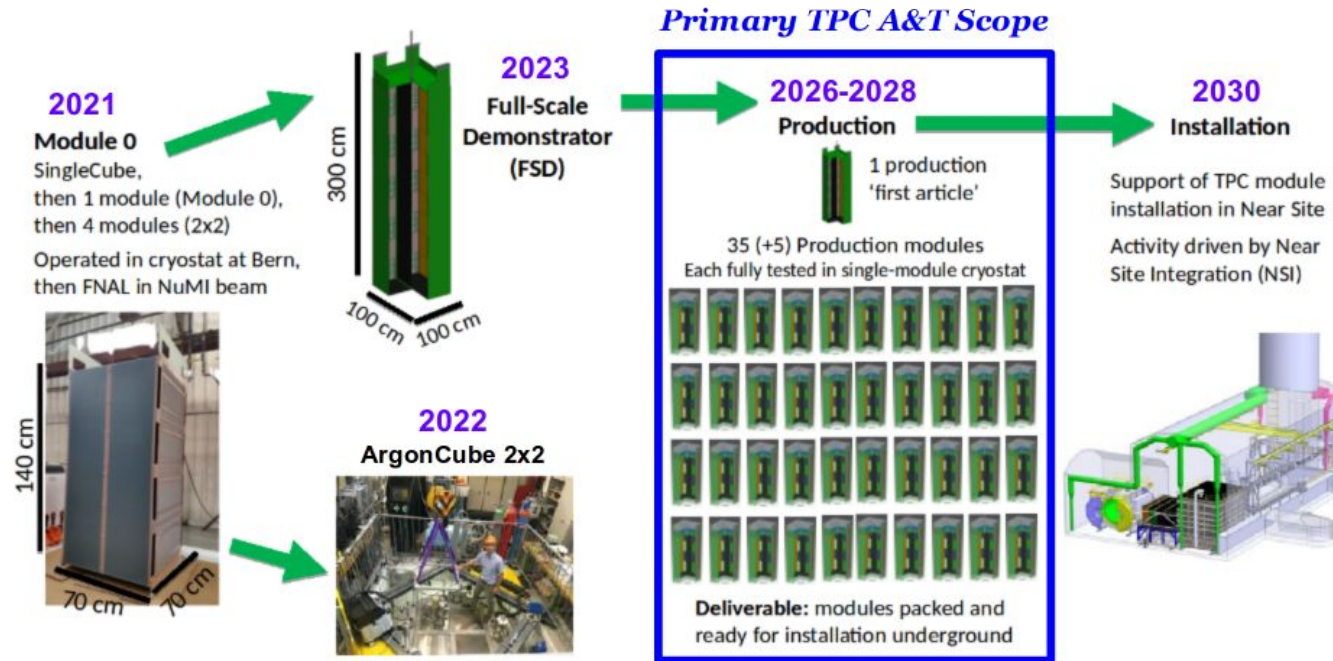 Primary TPC A&T Scope
2021
Module 0
SingleCube,
then 1 module (Module 0),
then 4 modules (2x2)
Operated in cryostat at Bern,
then FNAL in NuMI beam
140 cm
70 cm
70 cm
300 cm
100 cm
100 cm
2023
Full-Scale
Demonstrator
(FSD)
2022
ArgonCube 2x2
2026-2028
Production
1 production
‘first article’
35 (+5) Production modules
Each fully tested in single-module cryostat
Deliverable: modules packed and
ready for installation underground
2030
Installation
Support of TPC module
installation in Near Site
Activity driven by Near
Site Integration (NSI)